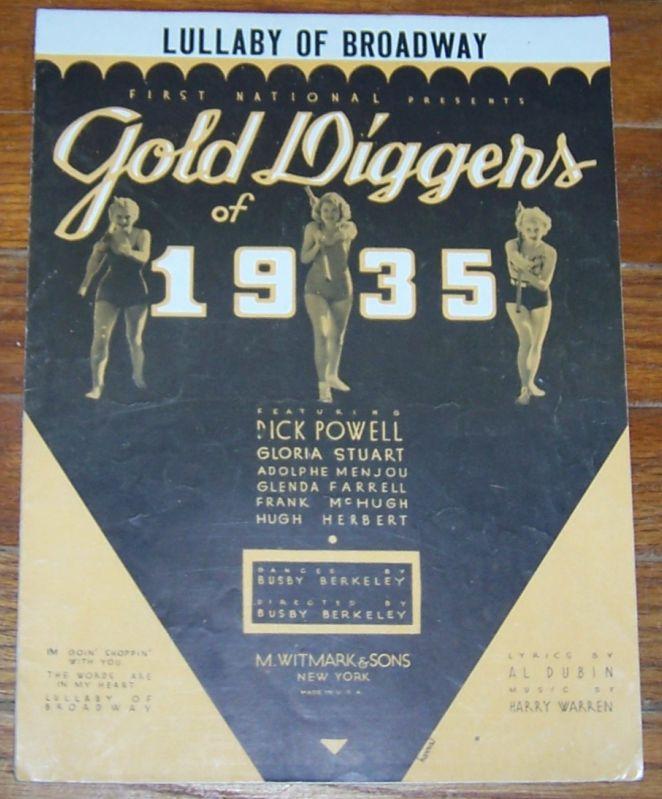 LULLABY OF BROADWAY
FIRST NATIONAL PRESENTS
Gold Diggers
of
1935
FEATURING
DICK POWELL
GLORIA STUART
ADOLPHE MENJOU
GLENDA FARRELL
FRANK McHUGH
HUGH HERBERT
DANCES BY
BUSBY BERKELEY
DIRECTED BY
BUSBY BERKELEY
M. WITMARK & SONS
NEW YORK
MADE IN U.S.A.
I'M GOIN' SHOPPIN'
WITH YOU
THE WORDS ARE
IN MY HEART
LULLABY OF
BROADWAY
LYRICS BY
AL DUBIN
MUSIC BY
HARRY WARREN